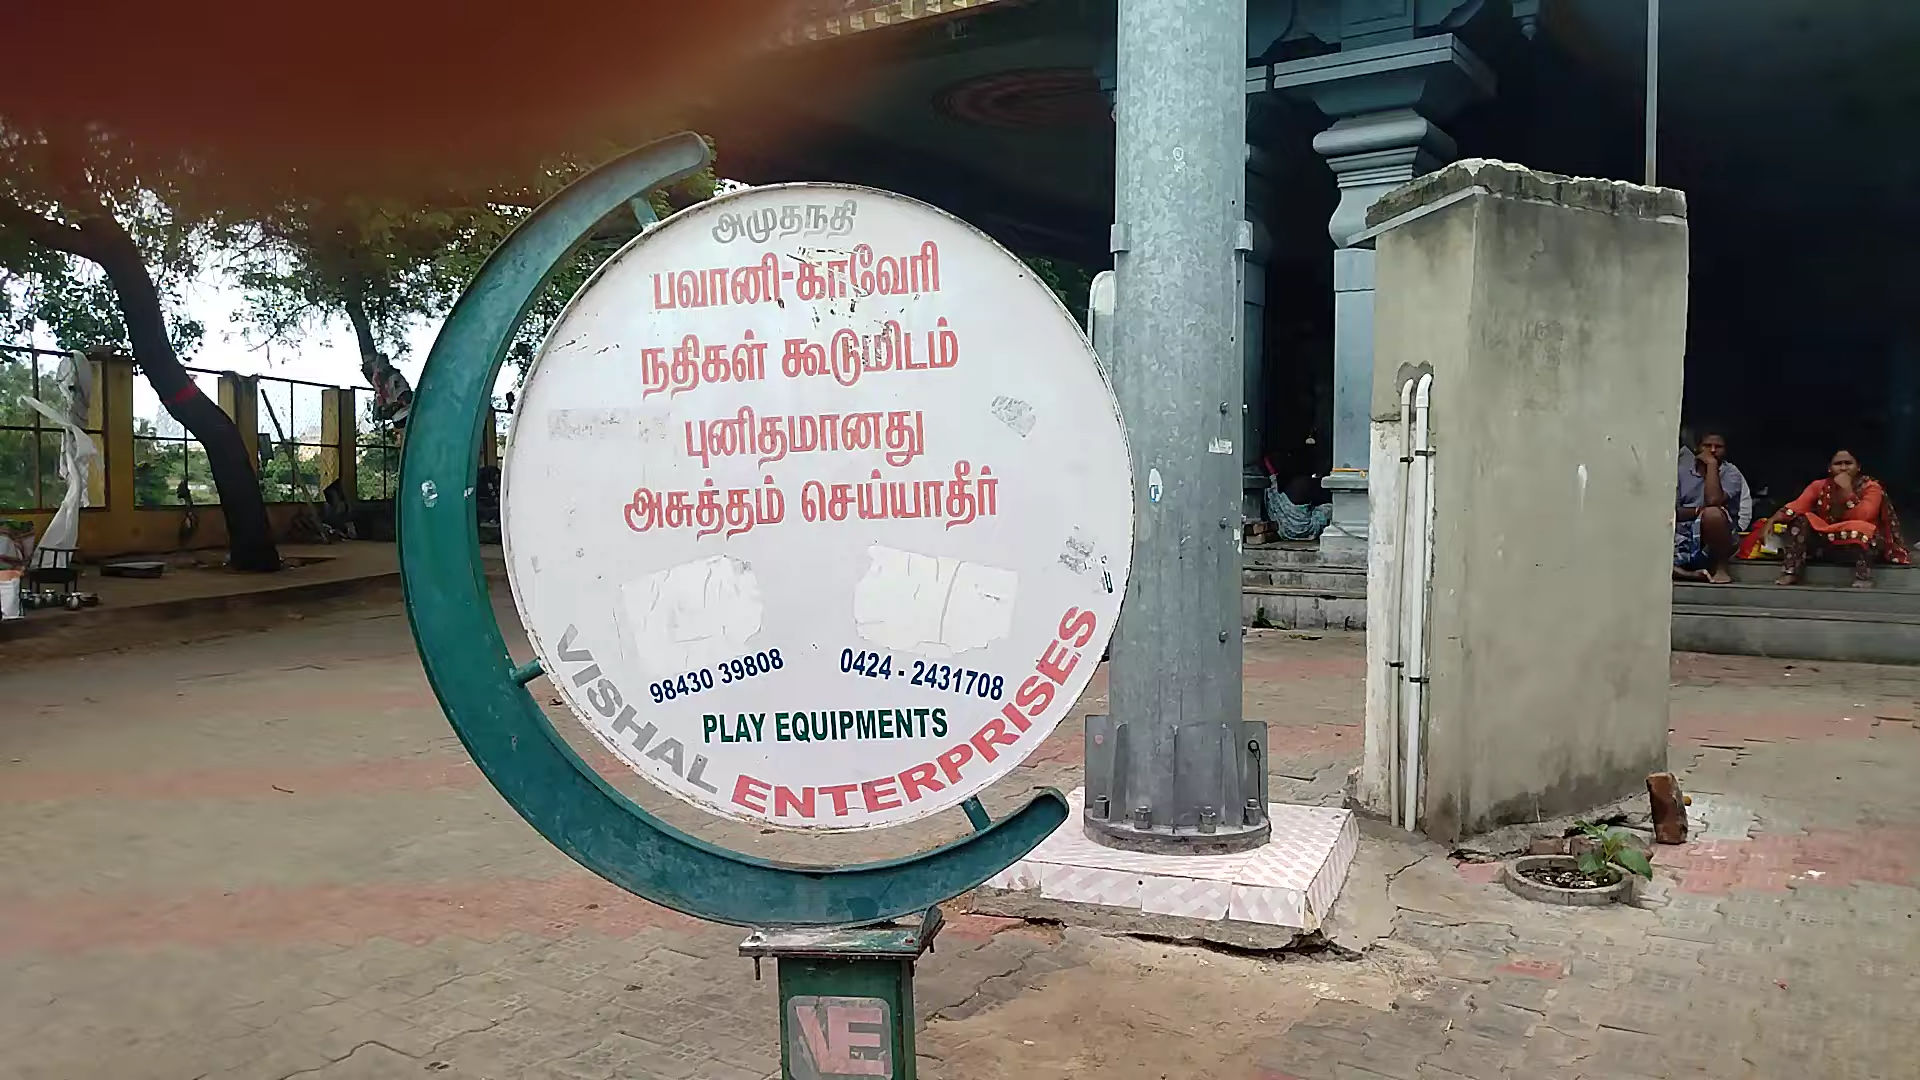 அமுதநதி
பவானி-காவேரி
நதிகள் கூடுமிடம்
புனிதமானது
அசுத்தம் செய்யாதீர்
98430 39808
0424 - 2431708
PLAY EQUIPMENTS
VISHAL ENTERPRISES
VE